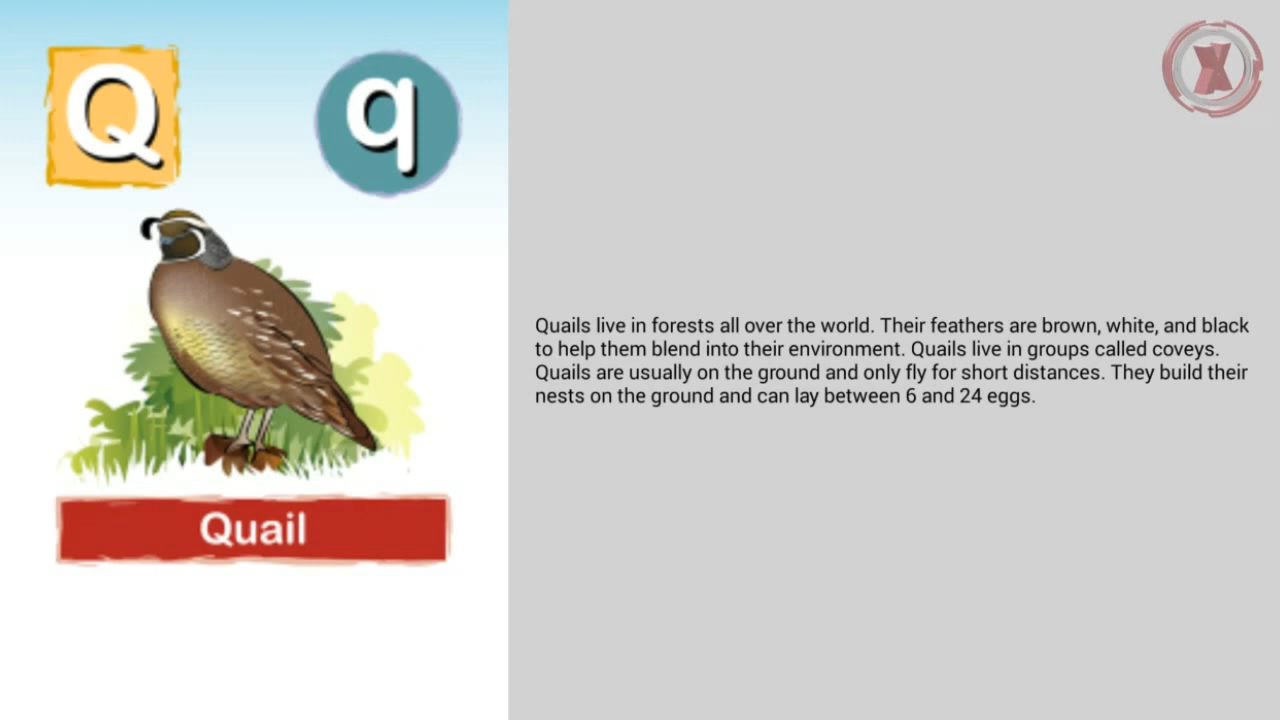 Q
q
Quail
Quails live in forests all over the world. Their feathers are brown, white, and black
to help them blend into their environment. Quails live in groups called coveys.
Quails are usually on the ground and only fly for short distances. They build their
nests on the ground and can lay between 6 and 24 eggs.